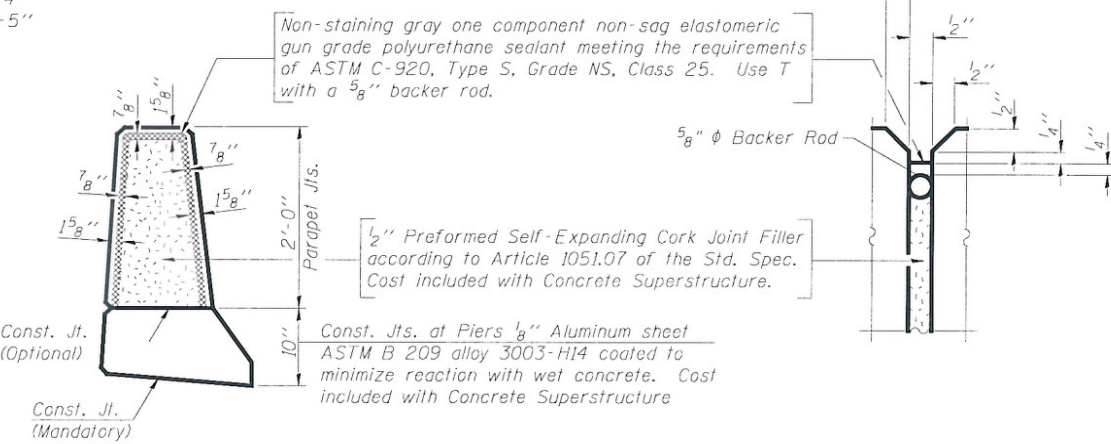 -5"
Non-staining gray one component non-sag elastomeric
gun grade polyurethane sealant meeting the requirements
of ASTM C-920, Type S, Grade NS, Class 25. Use T
with a 5/8" backer rod.
7/8"
1 5/8"
7/8"
7/8"
1 5/8"
1 5/8"
2'-0"
Parapet Jts.
10"
1/2"
1/2"
1/2"
1/4"
1/4"
5/8" φ Backer Rod
1/2" Preformed Self-Expanding Cork Joint Filler
according to Article 1051.07 of the Std. Spec.
Cost included with Concrete Superstructure.
Const. Jt.
(Optional)
Const. Jts. at Piers 1/8" Aluminum sheet
ASTM B 209 alloy 3003-H14 coated to
minimize reaction with wet concrete. Cost
included with Concrete Superstructure
Const. Jt.
(Mandatory)